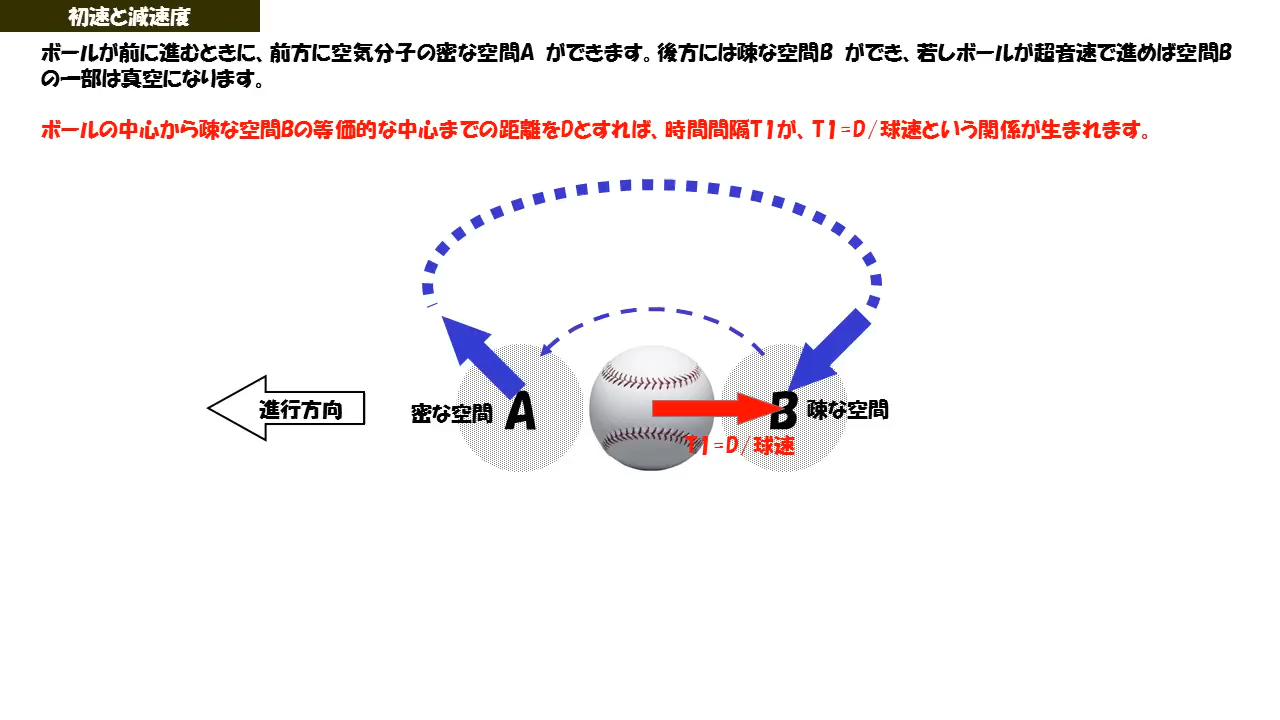 初速と減速度
ボールが前に進むときに、前方に空気分子の密な空間A ができます。後方には疎な空間B ができ、若しボールが超音速で進めば空間B
の一部は真空になります。
ボールの中心から疎な空間Bの等価的な中心までの距離をDとすれば、時間間隔T1が、T1=D/球速という関係が生まれます。
進行方向
密な空間
A
B
疎な空間
T1=D/球速